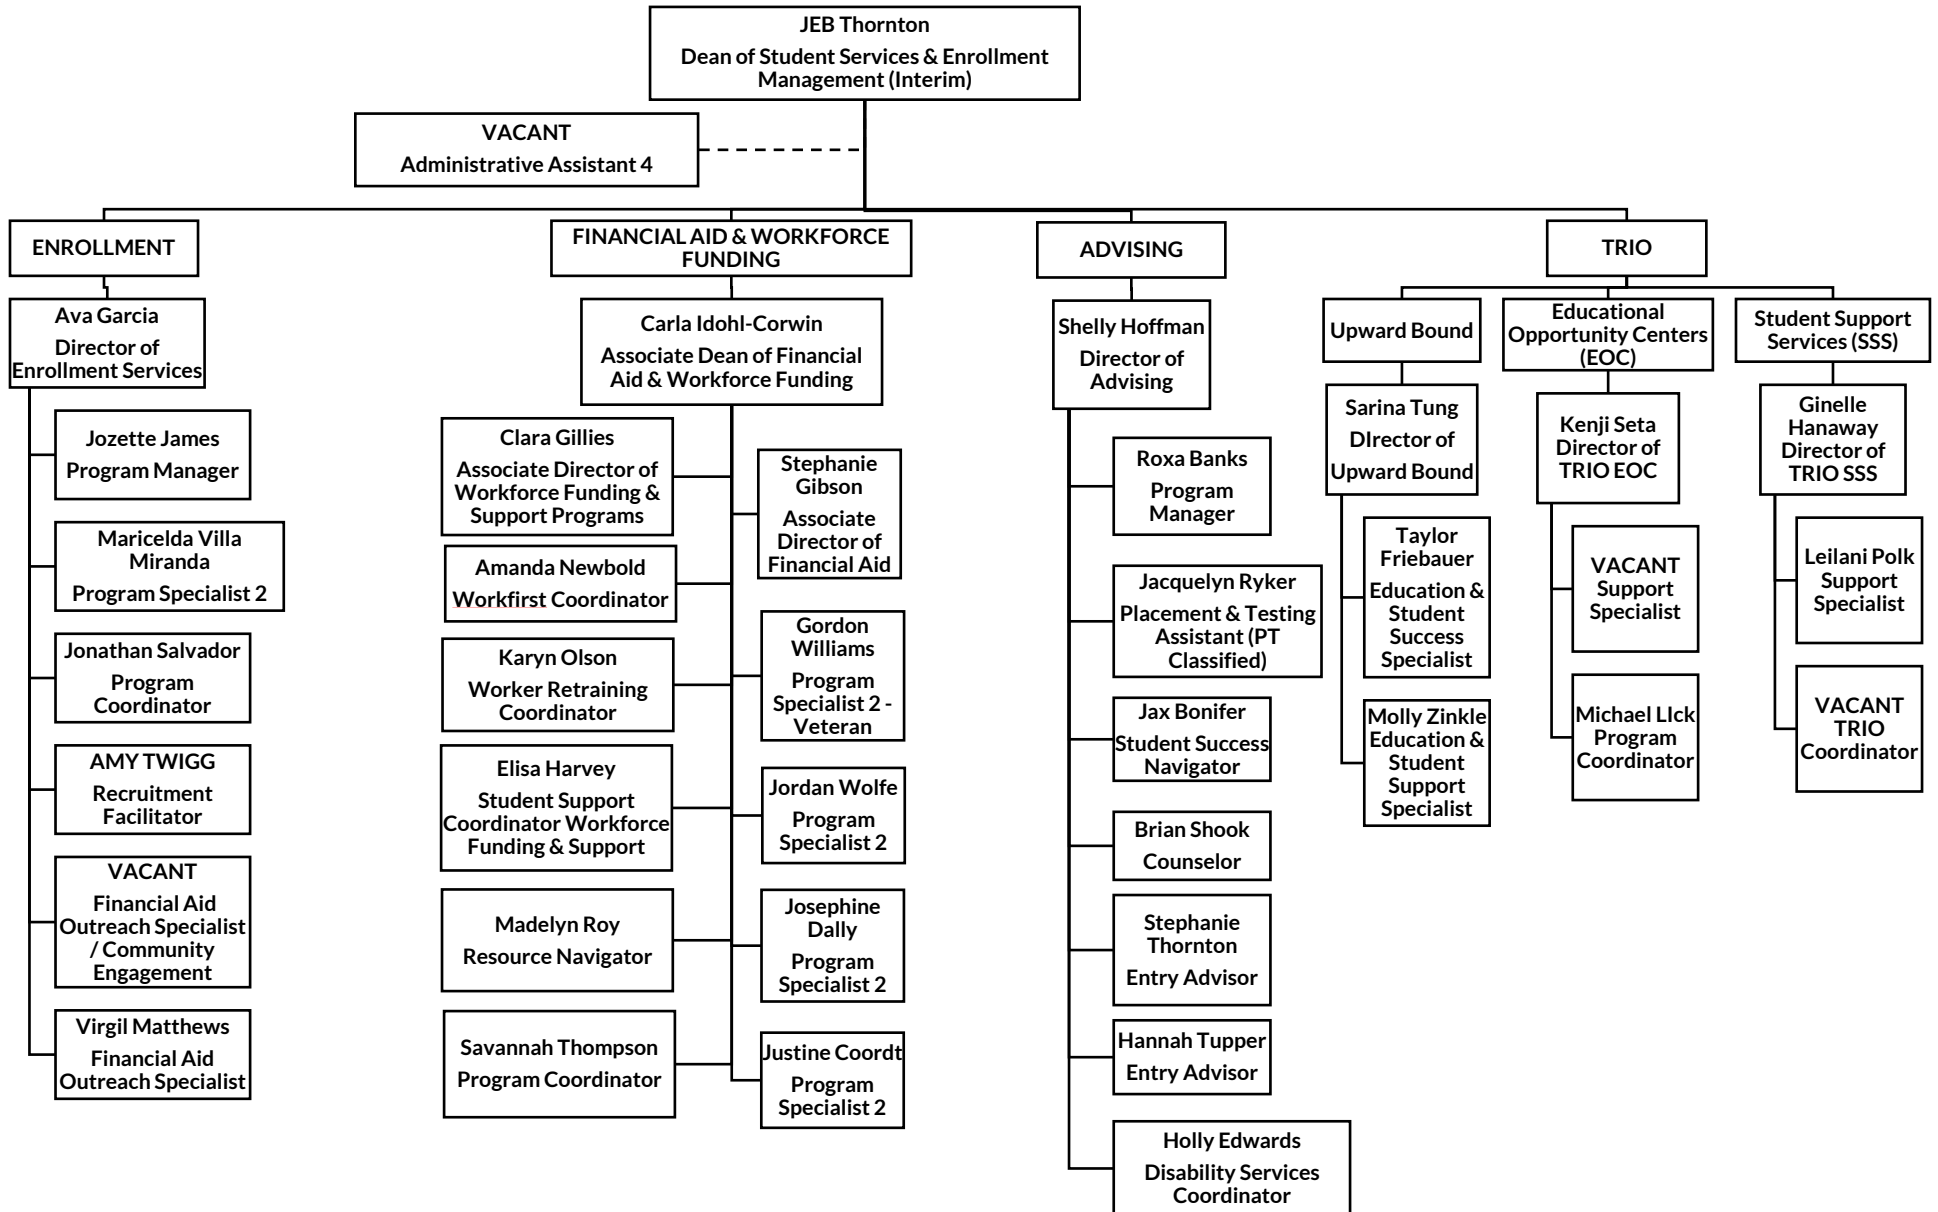 JEB Thornton
Dean of Student Services & Enrollment
Management (Interim)
VACANT
Administrative Assistant 4
ENROLLMENT
Ava Garcia
Director of
Enrollment Services
Jozette James
Program Manager
Maricelda Villa
Miranda
Program Specialist 2
Jonathan Salvador
Program
Coordinator
AMY TWIGG
Recruitment
Facilitator
VACANT
Financial Aid
Outreach Specialist
/ Community
Engagement
Virgil Matthews
Financial Aid
Outreach Specialist
FINANCIAL AID & WORKFORCE
FUNDING
Carla Idohl-Corwin
Associate Dean of Financial
Aid & Workforce Funding
Clara Gillies
Associate Director of
Workforce Funding &
Support Programs
Amanda Newbold
Workfirst Coordinator
Karyn Olson
Worker Retraining
Coordinator
Elisa Harvey
Student Support
Coordinator Workforce
Funding & Support
Madelyn Roy
Resource Navigator
Savannah Thompson
Program Coordinator
Stephanie
Gibson
Associate
Director of
Financial Aid
Gordon
Williams
Program
Specialist 2 -
Veteran
Jordan Wolfe
Program
Specialist 2
Josephine
Dally
Program
Specialist 2
Justine Coordt
Program
Specialist 2
ADVISING
Shelly Hoffman
Director of
Advising
Roxa Banks
Program
Manager
Jacquelyn Ryker
Placement & Testing
Assistant (PT
Classified)
Jax Bonifer
Student Success
Navigator
Brian Shook
Counselor
Stephanie
Thornton
Entry Advisor
Hannah Tupper
Entry Advisor
Holly Edwards
Disability Services
Coordinator
TRIO
Upward Bound
Sarina Tung
DIrector of
Upward Bound
Taylor
Friebauer
Education &
Student
Success
Specialist
Molly Zinkle
Education &
Student
Support
Specialist
Educational
Opportunity Centers
(EOC)
Kenji Seta
Director of
TRIO EOC
VACANT
Support
Specialist
Michael LIck
Program
Coordinator
Student Support
Services (SSS)
Ginelle
Hanaway
Director of
TRIO SSS
Leilani Polk
Support
Specialist
VACANT
TRIO
Coordinator